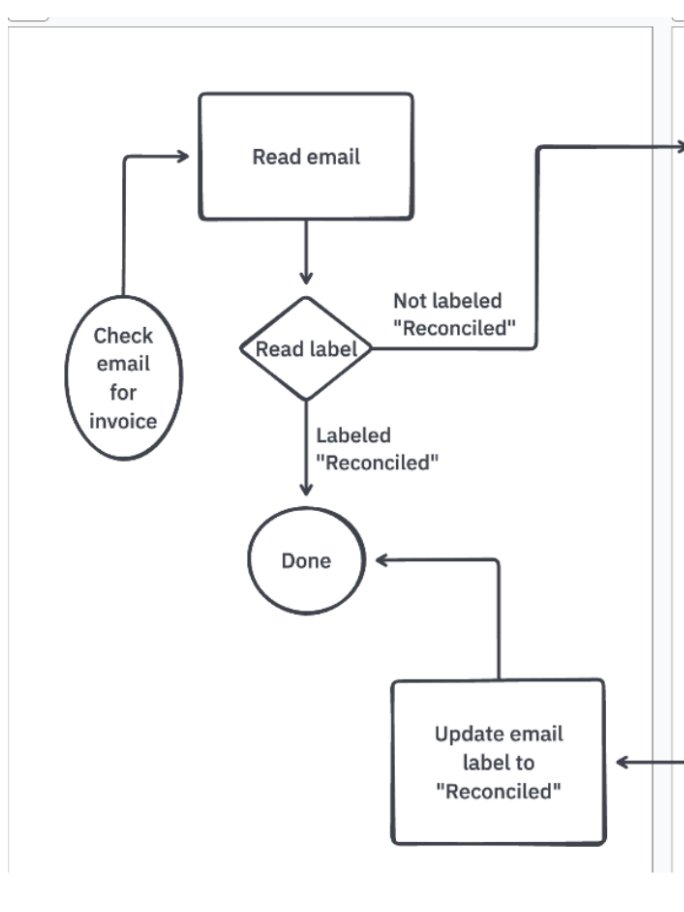 Read email
Check
email
for
invoice
Read label
Not labeled
"Reconciled"
Labeled
"Reconciled"
Done
Update email
label to
"Reconciled"